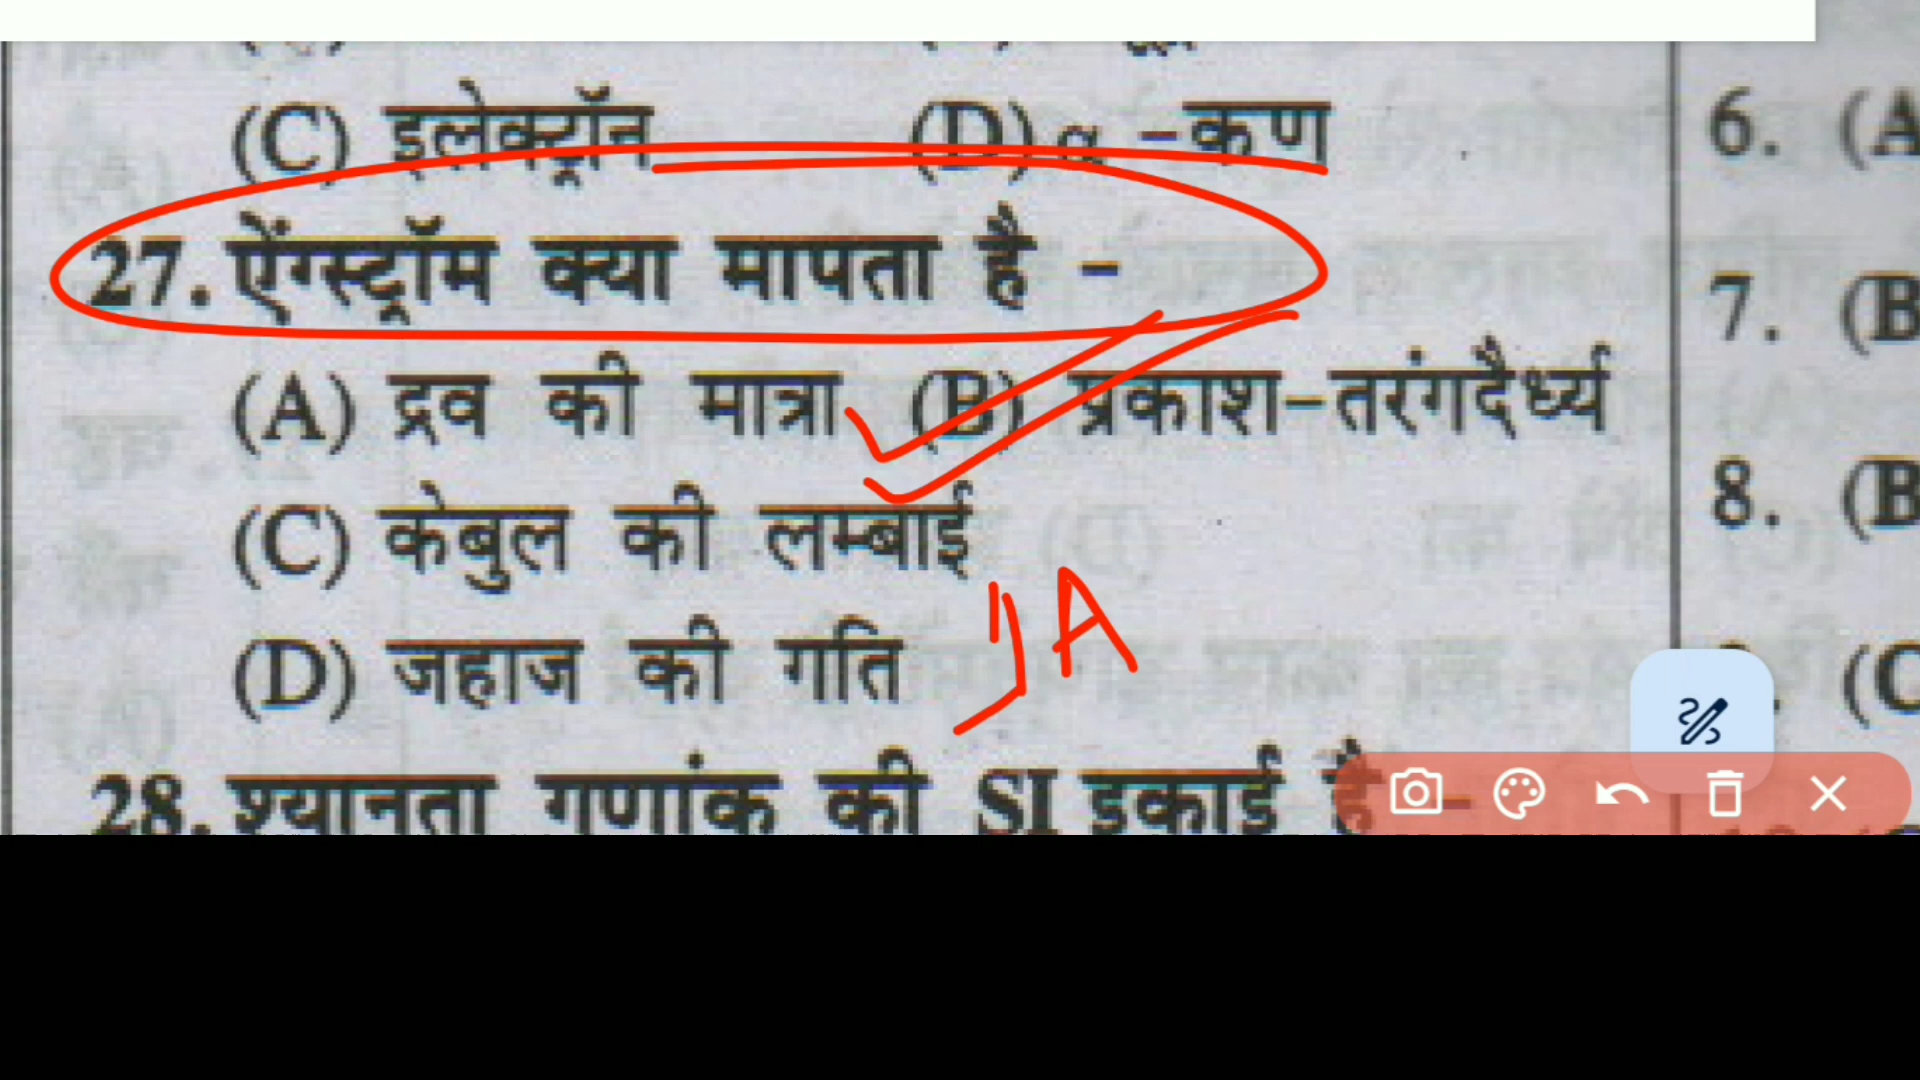 (C) इलेक्ट्रॉन (D) α -कण
27. ऐंग्स्ट्रॉम क्या मापता है -
(A) द्रव की मात्रा (B) प्रकाश-तरंगदैर्ध्य
(C) केबुल की लम्बाई
(D) जहाज की गति
28. श्यानता गुणांक की SI इकाई है -
6. (A
7. (B
8. (B
(C
1A